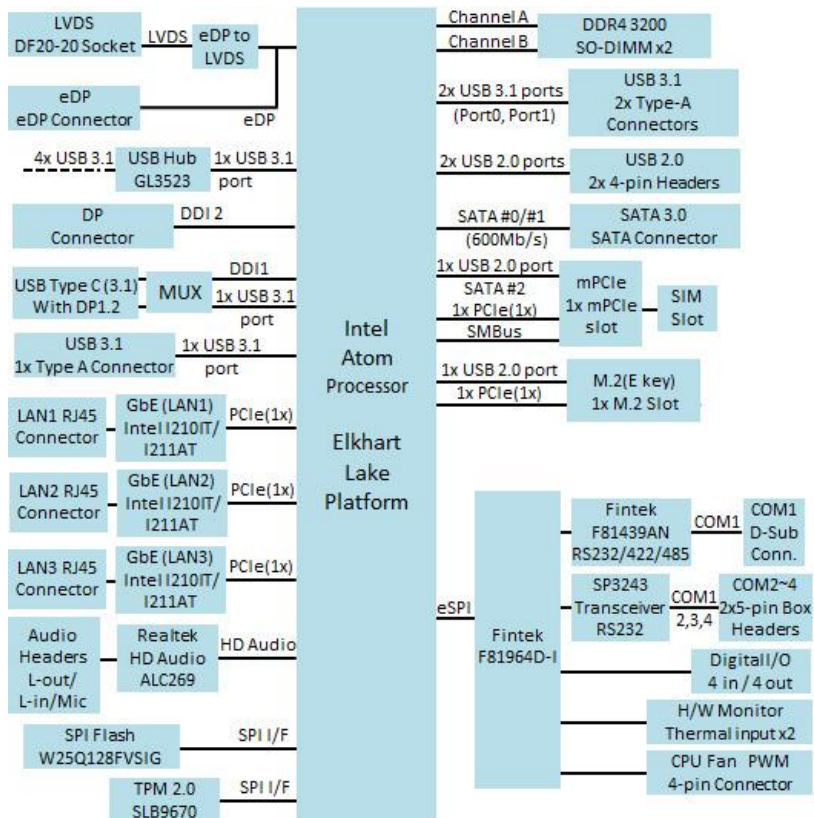 LVDS
DF20-20 Socket
LVDS
eDP to
LVDS
eDP
eDP Connector
eDP
4x USB 3.1
USB Hub
GL3523
1x USB 3.1
port
DP
Connector
DDI 2
USB Type C (3.1)
With DP1.2
MUX
DDI1
1x USB 3.1
port
USB 3.1
1x Type A Connector
1x USB 3.1
port
LAN1 RJ45
Connector
GbE (LAN1)
Intel I210IT/
I211AT
PCIe(1x)
LAN2 RJ45
Connector
GbE (LAN2)
Intel I210IT/
I211AT
PCIe(1x)
LAN3 RJ45
Connector
GbE (LAN3)
Intel I210IT/
I211AT
PCIe(1x)
Audio
Headers
L-out/
L-in/Mic
Realtek
HD Audio
ALC269
HD Audio
SPI Flash
W25Q128FVSIG
SPI I/F
TPM 2.0
SLB9670
SPI I/F
Intel
Atom
Processor
Elkhart
Lake
Platform
Channel A
Channel B
DDR4 3200
SO-DIMM x2
2x USB 3.1 ports
(Port0, Port1)
USB 3.1
2x Type-A
Connectors
2x USB 2.0 ports
USB 2.0
2x 4-pin Headers
SATA #0/#1
(600Mb/s)
SATA 3.0
SATA Connector
1x USB 2.0 port
SATA #2
1x PCIe(1x)
SMBus
mPCIe
1x mPCIe
slot
SIM
Slot
1x USB 2.0 port
1x PCIe(1x)
M.2(E key)
1x M.2 Slot
eSPI
Fintek
F81964D-I
Fintek
F81439AN
RS232/422/485
COM1
COM1
D-Sub
Conn.
SP3243
Transceiver
RS232
COM1
2,3,4
COM2~4
2x5-pin Box
Headers
Digital I/O
4 in / 4 out
H/W Monitor
Thermal input x2
CPU Fan PWM
4-pin Connector